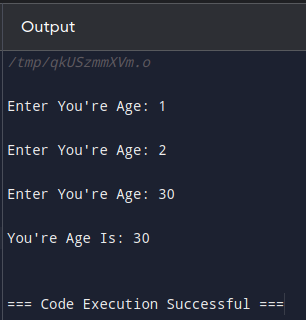 Output
/tmp/qkUSzmmXVm.o
Enter You're Age: 1
Enter You're Age: 2
Enter You're Age: 30
You're Age Is: 30
=== Code Execution Successful ===